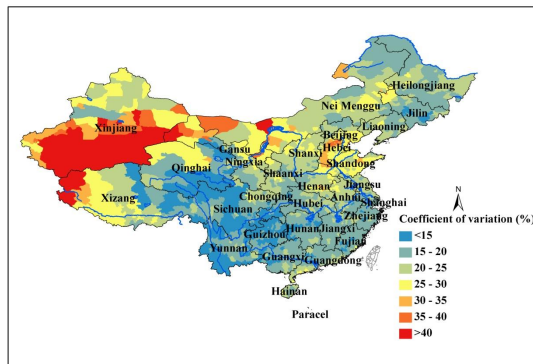 Heilongjiang
Nei Menggu
Jilin
Liaoning
Xinjiang
Beijing
Gansu
Hebei
Ningxia
Shanxi
Shandong
Qinghai
Shaanxi
Henan
Jiangsu
Xizang
Chongqing
Anhui
Shanghai
Hubei
Sichuan
Zhejiang
Hunan
Jiangxi
Guizhou
Fujian
Yunnan
Guangxi
Guangdong
Hainan
Paracel
N
Coefficient of variation (%)
<15
15 - 20
20 - 25
25 - 30
30 - 35
35 - 40
>40